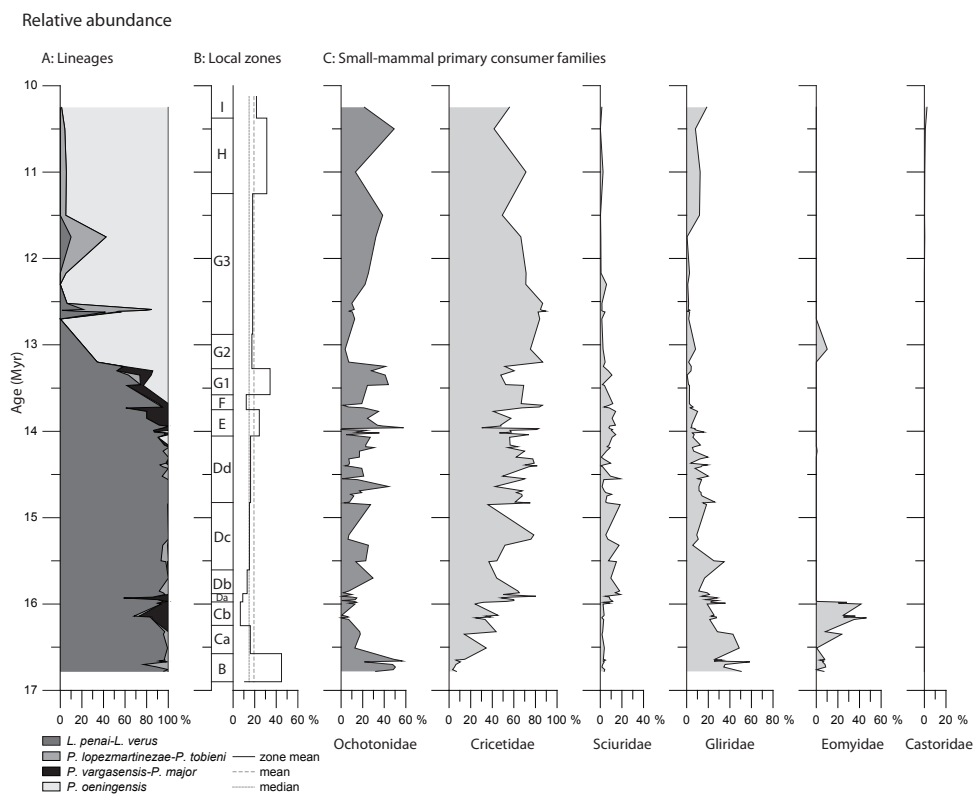 Relative abundance
A: Lineages
B: Local zones
C: Small-mammal primary consumer families
Age (Myr)
10
11
12
13
14
15
16
17
I
H
G3
G2
G1
F
E
Dd
Dc
Db
Da
Cb
Ca
B
0 20 40 60 80 100 %
0 20 40 60 %
0 20 40 60 %
0 20 40 60 80 100 %
0 20 %
0 20 40 60 80 %
0 20 40 60 %
0 20 %
Ochotonidae
Cricetidae
Sciuridae
Gliridae
Eomyidae
Castoridae
L. penai-L. verus
P. lopezmartinezae-P. tobieni
P. vargasensis-P. major
P. oeningensis
zone mean
mean
median